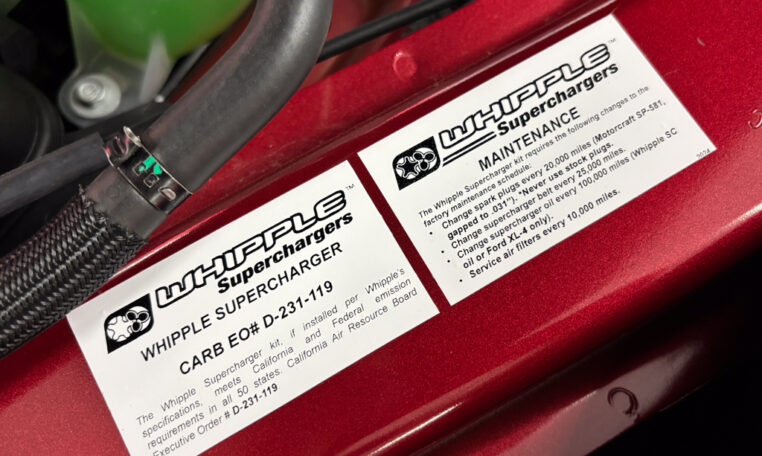 WHIPPLE™
Superchargers
WHIPPLE SUPERCHARGER
CARB EO# D-231-119
The Whipple Supercharger kit, if installed per Whipple's
specifications, meets California and Federal emission
requirements in all 50 states. California Air Resource Board
Executive Order # D-231-119
WHIPPLE™
Superchargers
MAINTENANCE
The Whipple Supercharger kit requires the following changes to the
factory maintenance schedule:
• Change spark plugs every 20,000 miles (Motorcraft SP-581,
gapped to .031"). *Never use stock plugs.
• Change supercharger belt every 25,000 miles.
• Change supercharger oil every 100,000 miles (Whipple SC
oil or Ford XL-4 only).
• Service air filters every 10,000 miles.
2024